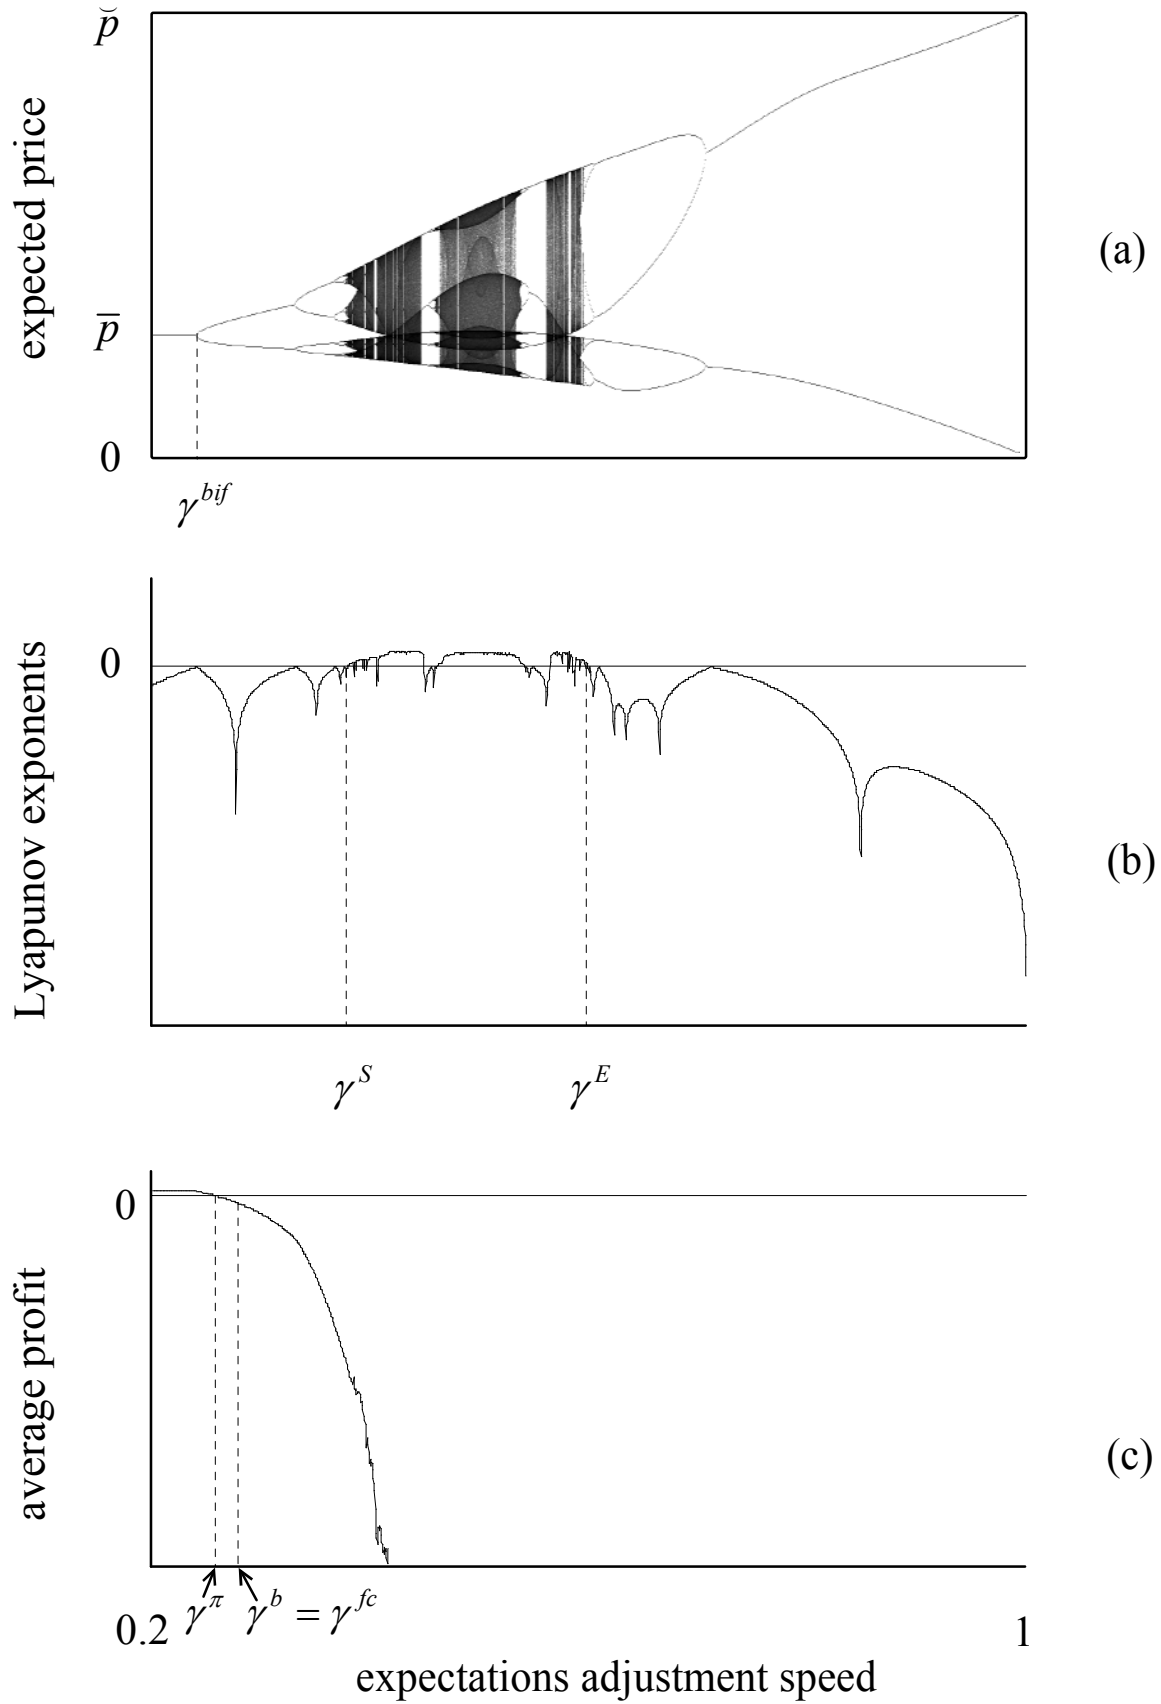 p̆
expected price
(a)
p̅
0
γ^bif
0
Lyapunov exponents
(b)
γ^S
γ^E
0
average profit
(c)
γ^π
γ^b = γ^fc
0.2
1
expectations adjustment speed